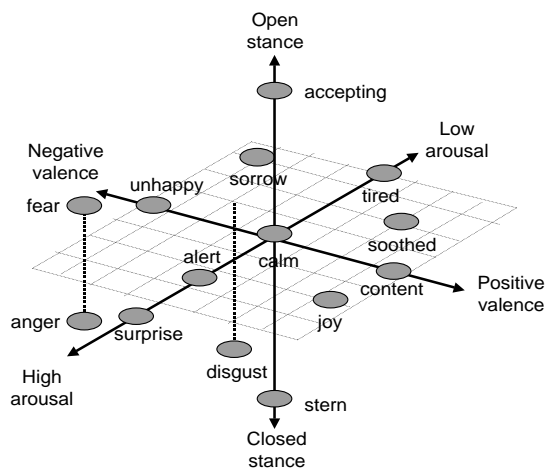 Open
stance
accepting
Low
arousal
Negative
valence
unhappy
sorrow
tired
fear
soothed
alert
calm
content
Positive
valence
anger
surprise
joy
High
arousal
disgust
stern
Closed
stance